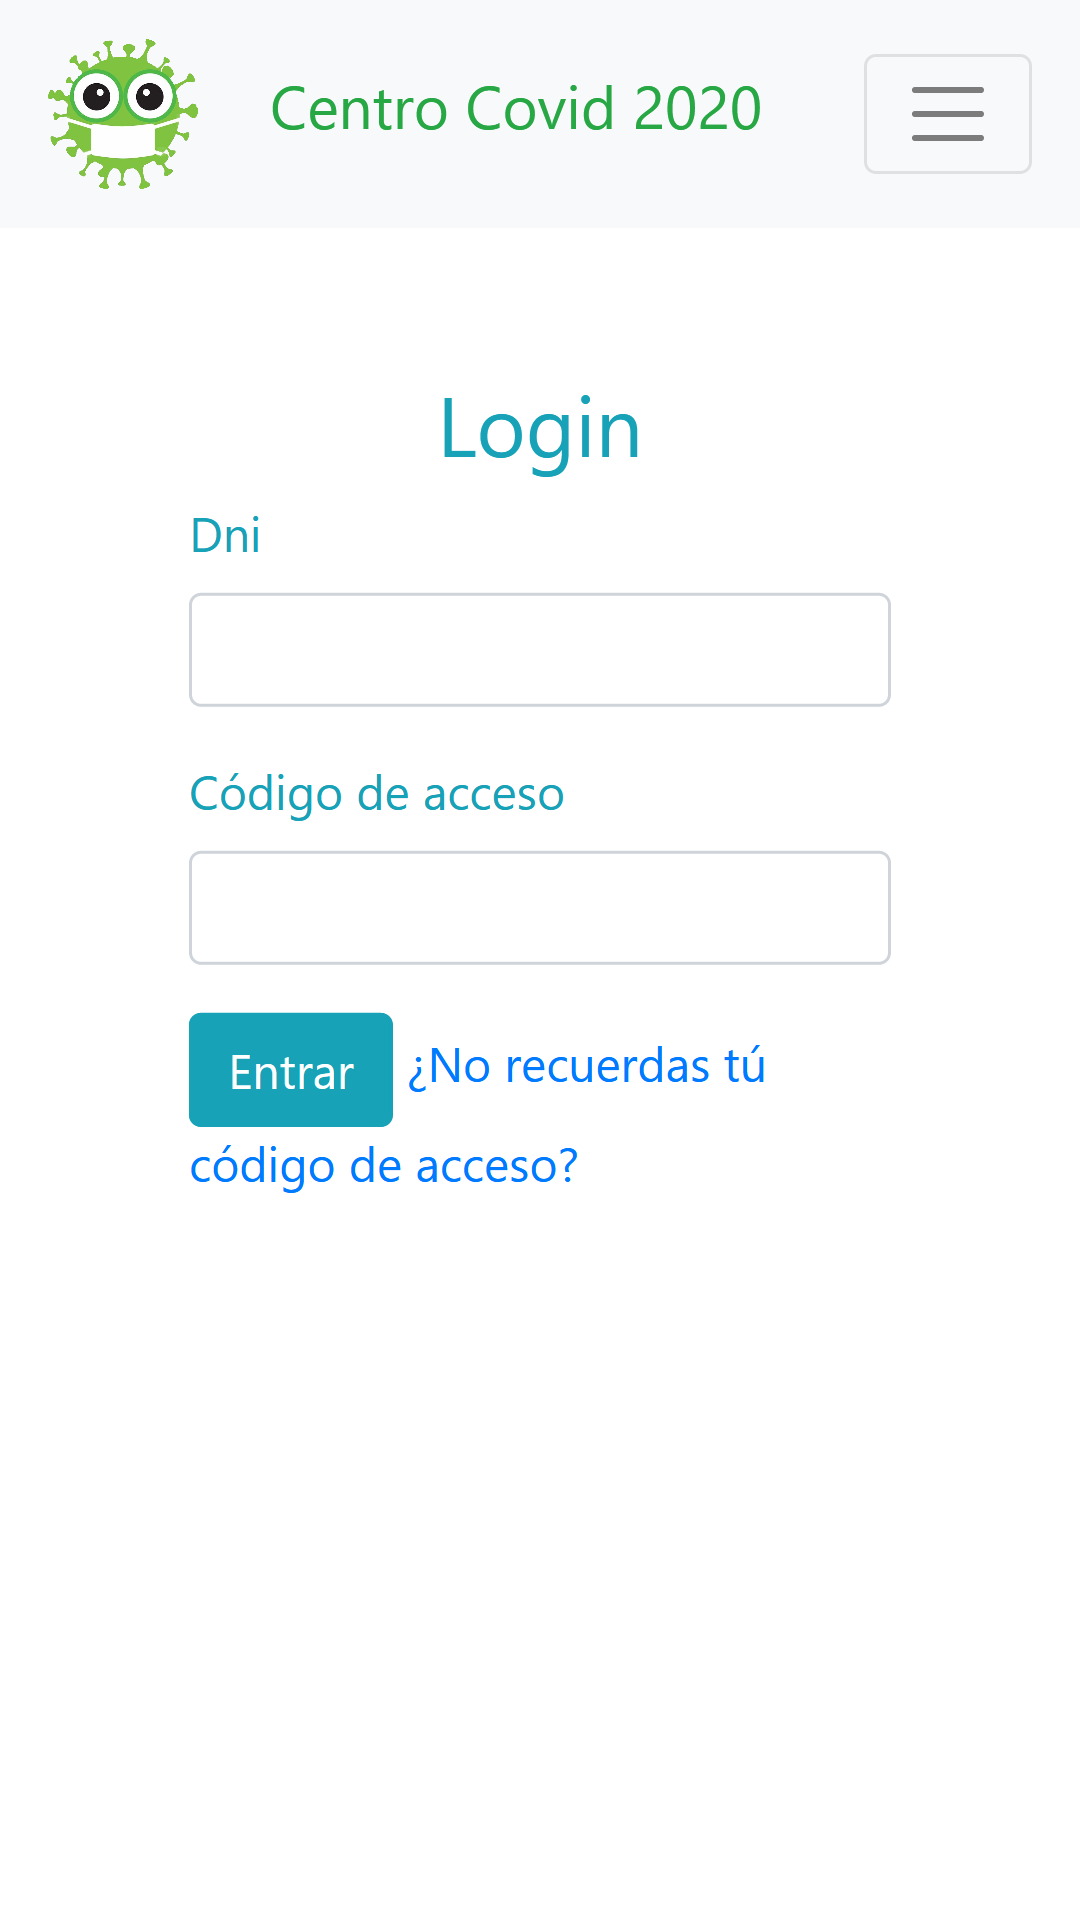 Centro Covid 2020
Login
Dni
Código de acceso
Entrar ¿No recuerdas tú
código de acceso?